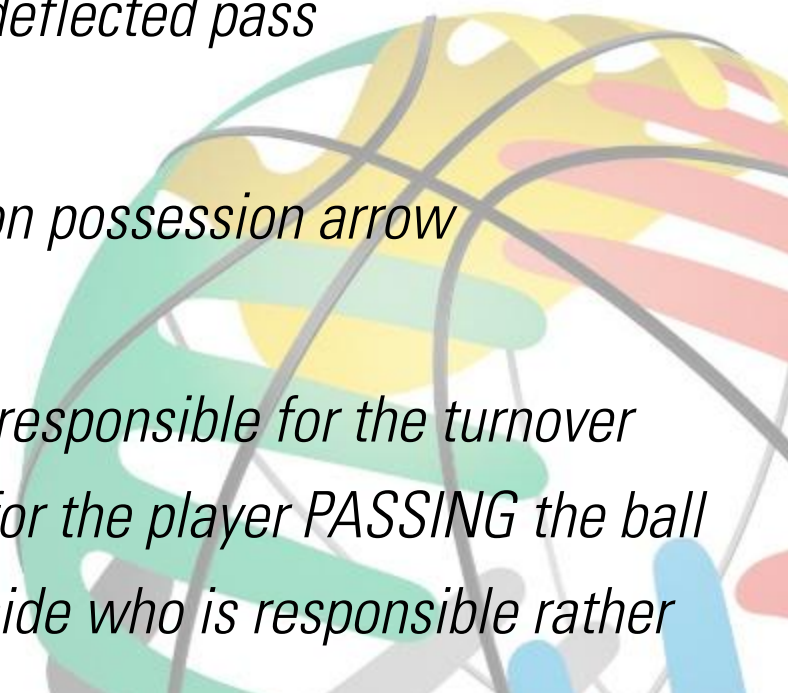 deflected pass
on possession arrow
responsible for the turnover
for the player PASSING the ball
ide who is responsible rather